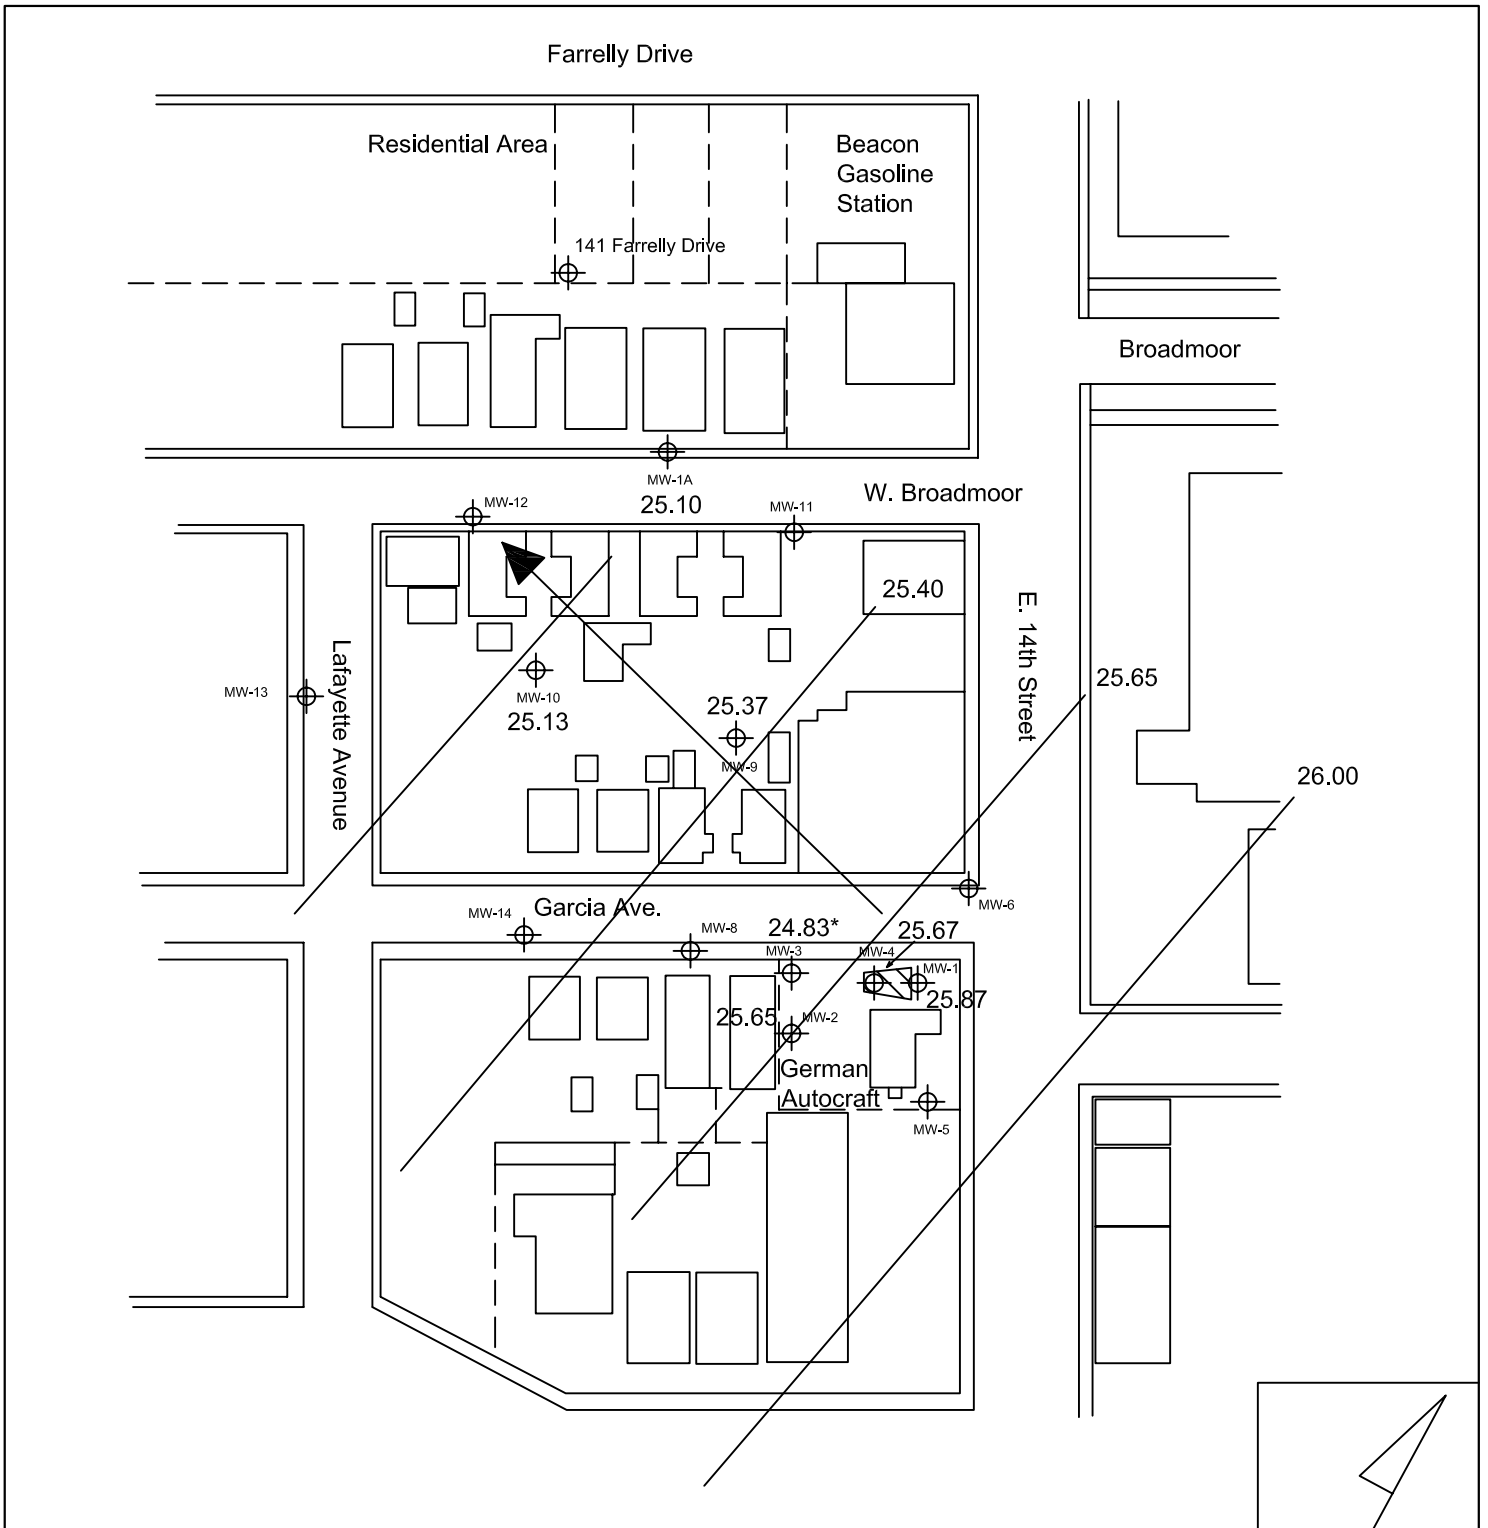 Farrelly Drive
Residential Area
Beacon
Gasoline
Station
141 Farrelly Drive
Broadmoor
MW-1A
25.10
W. Broadmoor
MW-12
MW-11
25.40
E. 14th Street
Lafayette Avenue
25.65
MW-13
MW-10
25.13
25.37
MW-9
26.00
MW-6
Garcia Ave.
MW-14
MW-8
24.83*
25.67
MW-3
MW-4
MW-1
25.87
25.65
MW-2
German
Autocraft
MW-5